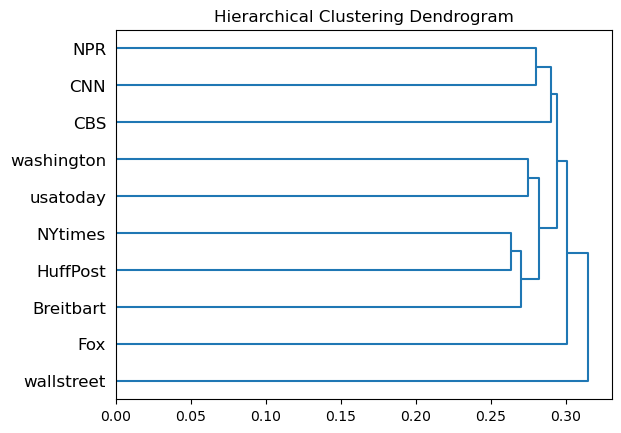 Hierarchical Clustering Dendrogram
NPR
CNN
CBS
washington
usatoday
NYtimes
HuffPost
Breitbart
Fox
wallstreet
0.00 0.05 0.10 0.15 0.20 0.25 0.30